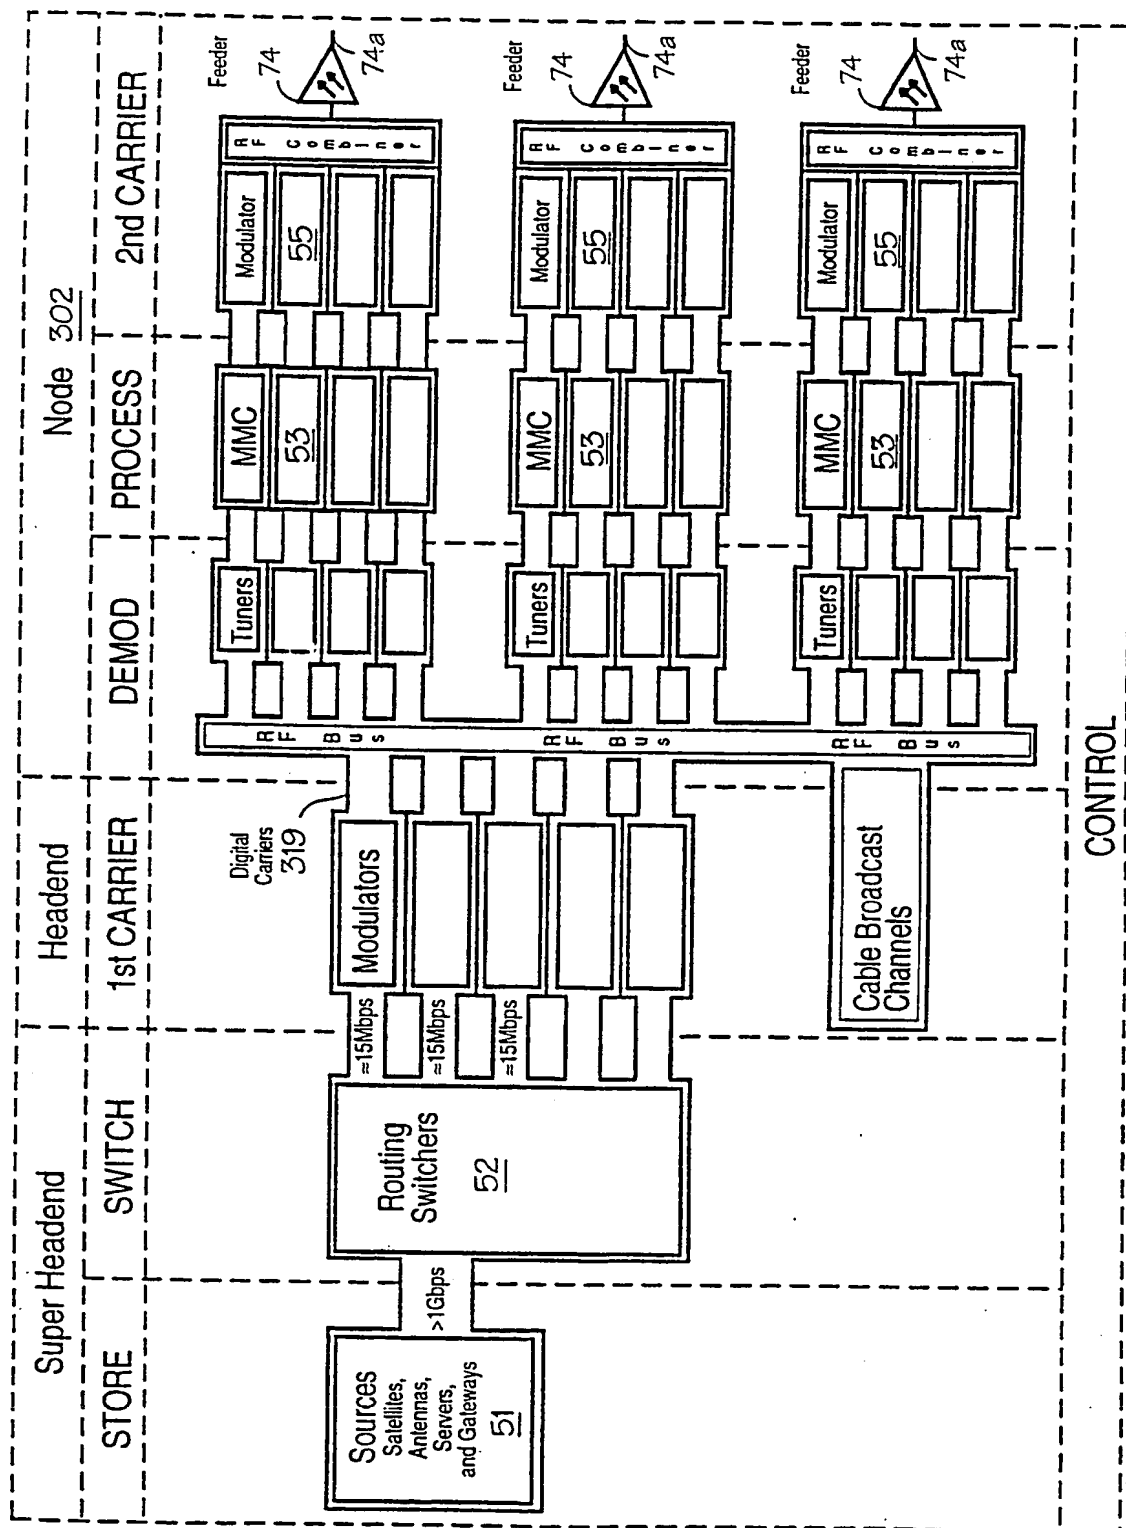 Super Headend
Headend
Node 302
STORE
SWITCH
1st CARRIER
DEMOD
PROCESS
2nd CARRIER
Sources
Satellites,
Antennas,
Servers,
and Gateways
51
>1Gbps
Routing
Switchers
52
≈15Mbps
≈15Mbps
≈15Mbps
Modulators
Digital
Carriers
319
Cable Broadcast
Channels
RF Bus
RF Bus
RF Bus
Tuners
MMC
53
Modulator
55
RF Combiner
Feeder
74
74a
Tuners
MMC
53
Modulator
55
RF Combiner
Feeder
74
74a
Tuners
MMC
53
Modulator
55
RF Combiner
Feeder
74
74a
CONTROL